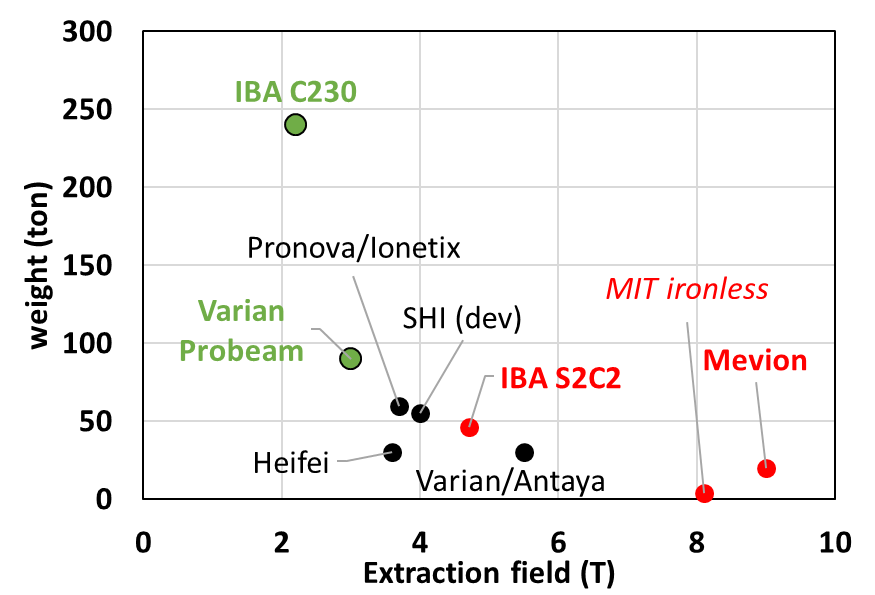 300
250
200
150
100
50
0
weight (ton)
IBA C230
Pronova/Ionetix
MIT ironless
Varian
Probeam
SHI (dev)
Mevion
IBA S2C2
Heifei
Varian/Antaya
0 2 4 6 8 10
Extraction field (T)